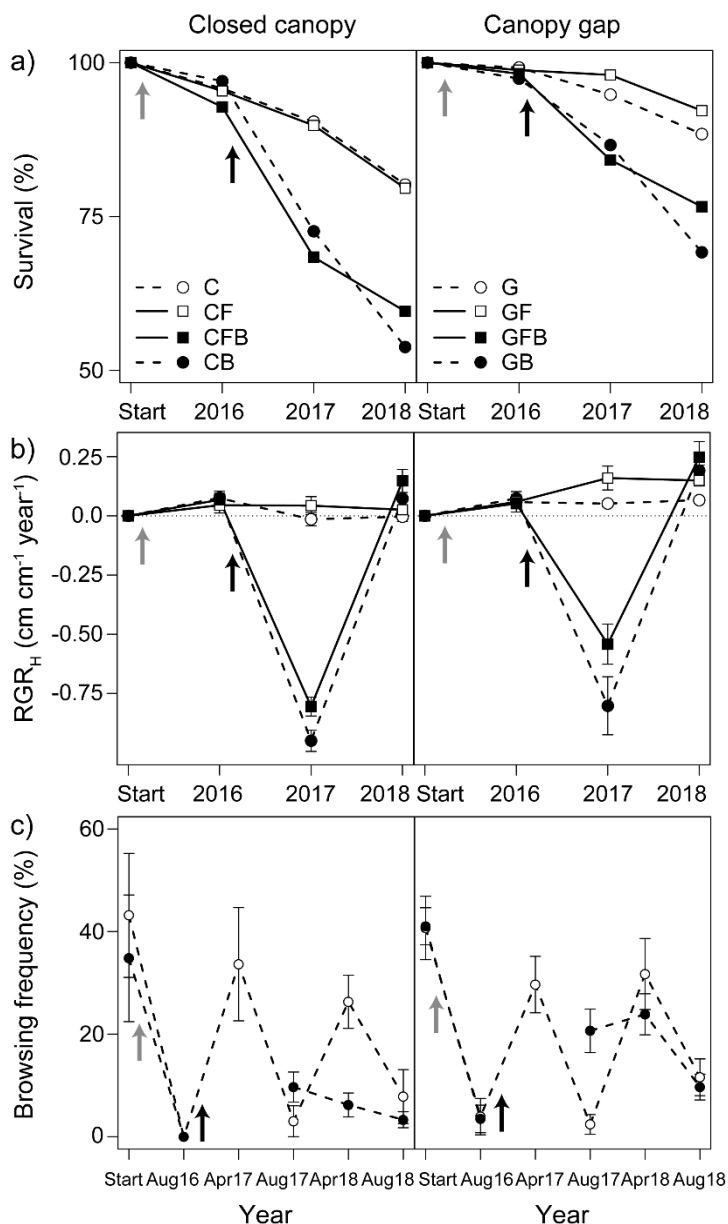 Closed canopy Canopy gap
a)
Survival (%)
100
75
50
C
CF
CFB
CB
G
GF
GFB
GB
Start 2016 2017 2018 Start 2016 2017 2018
b)
RGRH (cm cm-1 year-1)
0.25
0.0
-0.25
-0.50
-0.75
Start 2016 2017 2018 Start 2016 2017 2018
c)
Browsing frequency (%)
60
40
20
0
Start Aug16 Apr17 Aug17 Apr18 Aug18 Start Aug16 Apr17 Aug17 Apr18 Aug18
Year Year